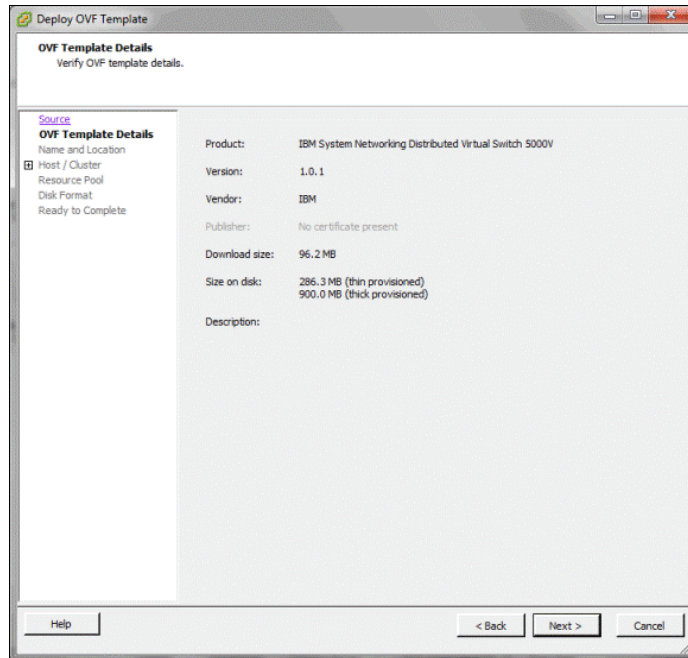 Deploy OVF Template
OVF Template Details
Verify OVF template details.
Source
OVF Template Details
Name and Location
Host / Cluster
Resource Pool
Disk Format
Ready to Complete
Product: IBM System Networking Distributed Virtual Switch 5000V
Version: 1.0.1
Vendor: IBM
Publisher: No certificate present
Download size: 96.2 MB
Size on disk: 286.3 MB (thin provisioned)
900.0 MB (thick provisioned)
Description:
Help < Back Next > Cancel